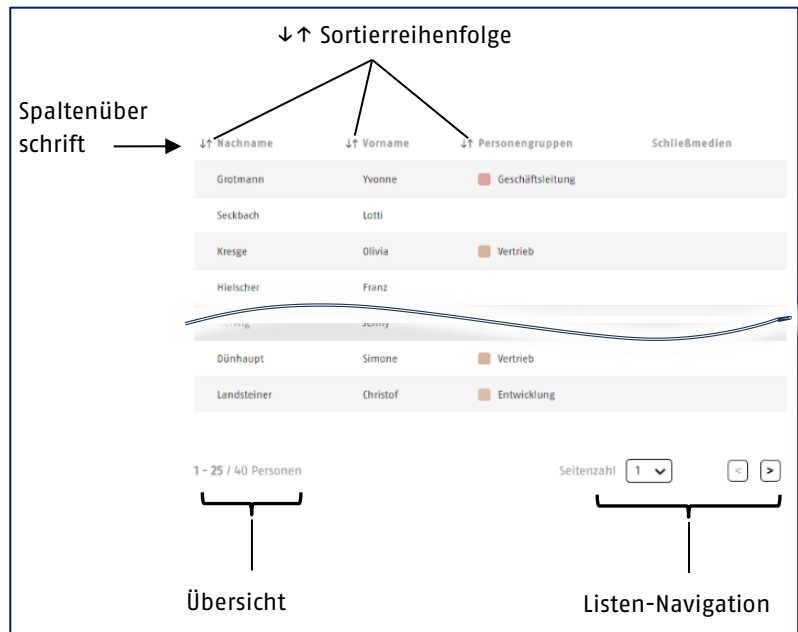 ↓↑ Sortierreihenfolge
Spaltenüber
schrift
↓↑ Nachname ↓↑ Vorname ↓↑ Personengruppen Schließmedien
Grotmann Yvonne Geschäftsleitung
Seckbach Lotti
Kresge Olivia Vertrieb
Hielscher Franz
Jenny
Dünhaupt Simone Vertrieb
Landsteiner Christof Entwicklung
1 - 25 / 40 Personen Seitenzahl 1 < >
Übersicht Listen-Navigation